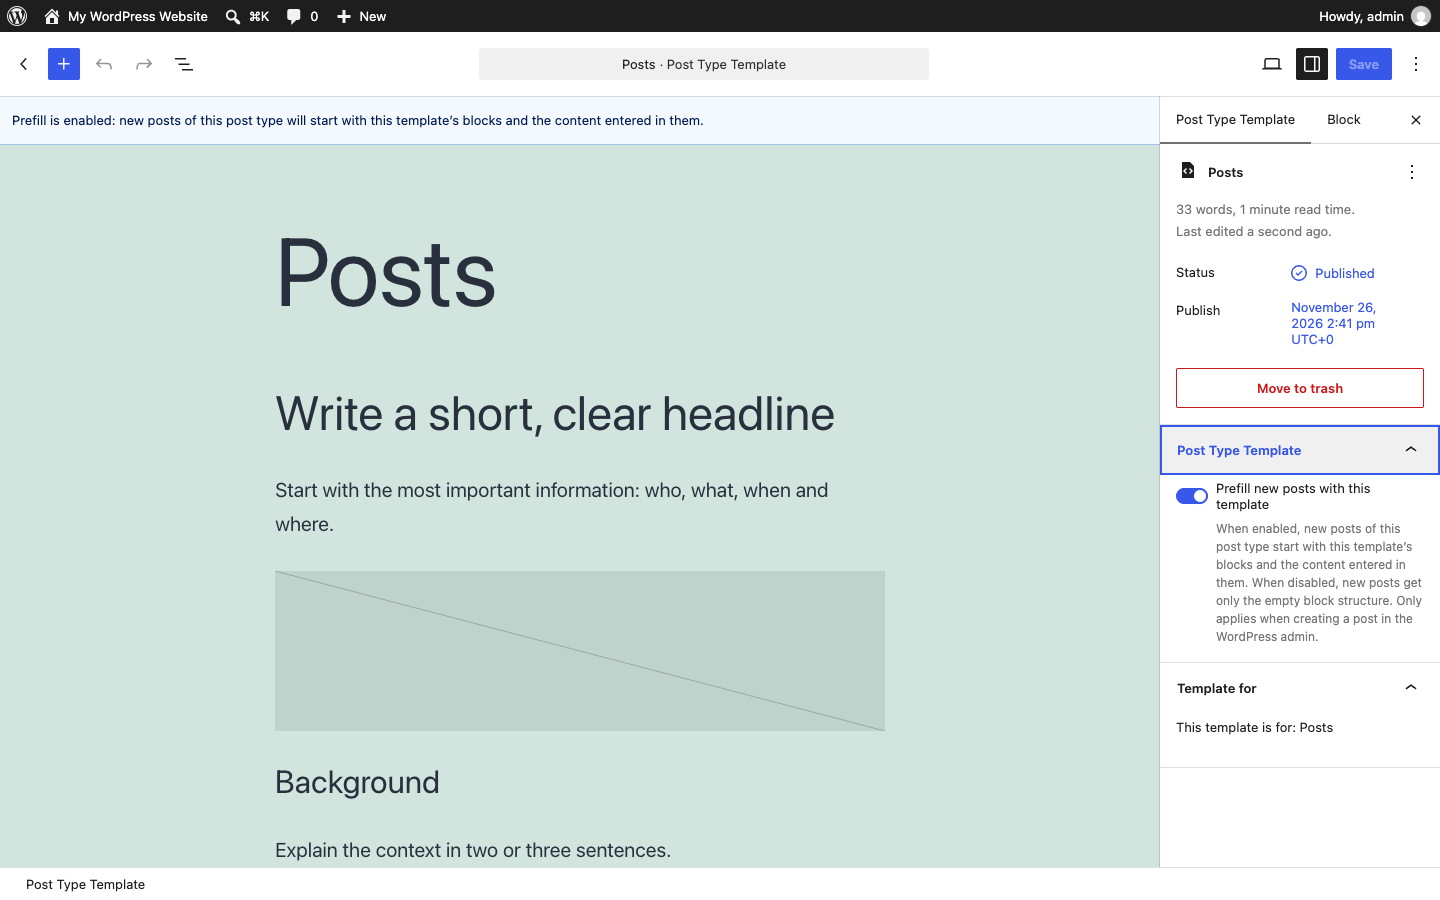 My WordPress Website ⌘K 0 New Howdy, admin
Posts · Post Type Template
Save
Prefill is enabled: new posts of this post type will start with this template’s blocks and the content entered in them.
Posts
Write a short, clear headline
Start with the most important information: who, what, when and
where.
Background
Explain the context in two or three sentences.
Post Type Template Block
Posts
33 words, 1 minute read time.
Last edited a second ago.
Status Published
Publish November 26,
2026 2:41 pm
UTC+0
Move to trash
Post Type Template
Prefill new posts with this
template
When enabled, new posts of this
post type start with this template’s
blocks and the content entered in
them. When disabled, new posts get
only the empty block structure. Only
applies when creating a post in the
WordPress admin.
Template for
This template is for: Posts
Post Type Template